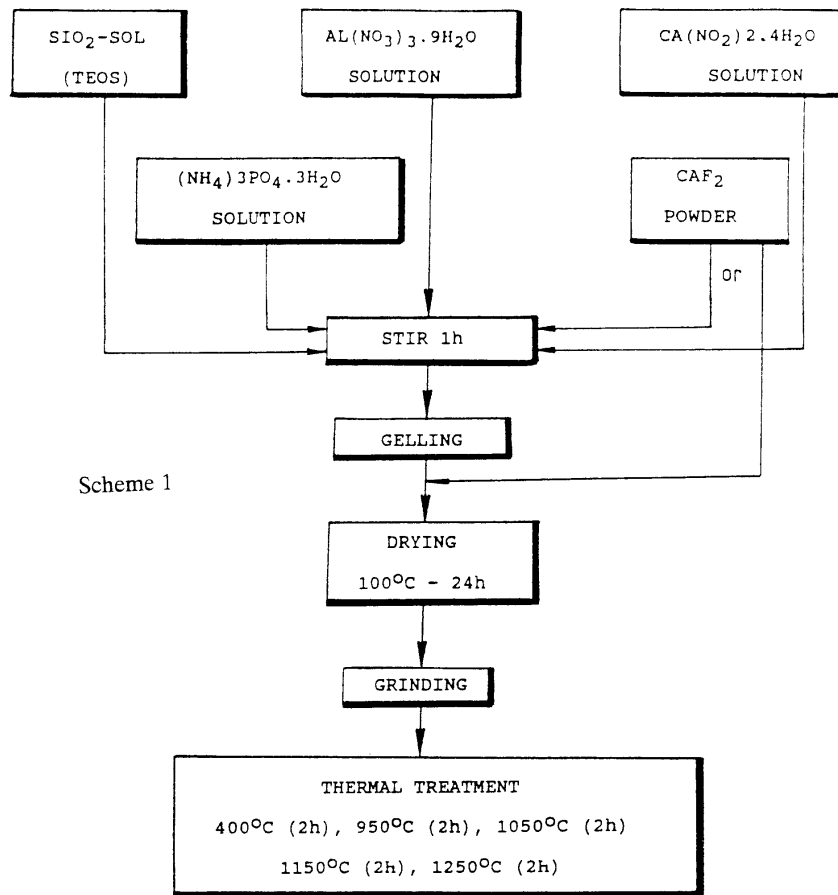 SIO₂-SOL
(TEOS)
AL(NO₃)₃.9H₂O
SOLUTION
CA(NO₂)2.4H₂O
SOLUTION
(NH₄)3PO₄.3H₂O
SOLUTION
CAF₂
POWDER
or
STIR 1h
GELLING
Scheme 1
DRYING
100°C - 24h
GRINDING
THERMAL TREATMENT
400°C (2h), 950°C (2h), 1050°C (2h)
1150°C (2h), 1250°C (2h)